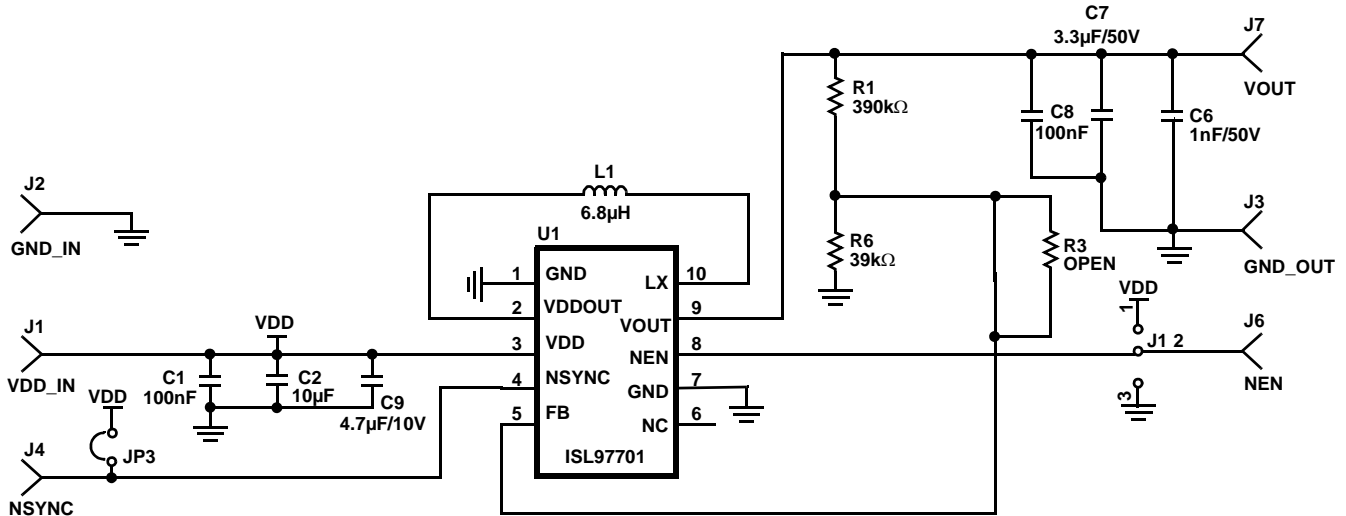 C7
3.3µF/50V
J7
VOUT
R1
390kΩ
C8
100nF
C6
1nF/50V
L1
6.8µH
J2
GND_IN
U1
R6
39kΩ
R3
OPEN
J3
GND_OUT
1 GND
LX 10
2 VDDOUT
VOUT 9
3 VDD
NEN 8
4 NSYNC
GND 7
5 FB
NC 6
ISL97701
VDD
1
J1 2
3
J6
NEN
J1
VDD_IN
VDD
C1
100nF
C2
10µF
C9
4.7µF/10V
VDD
JP3
J4
NSYNC